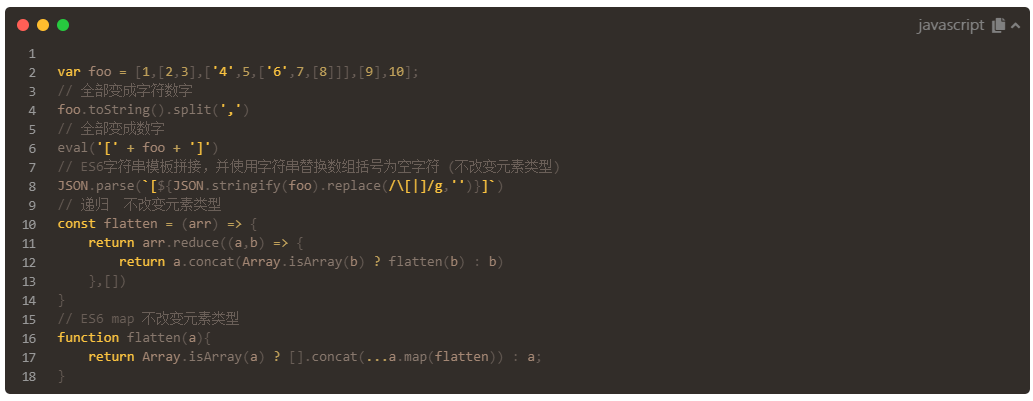 javascript
1
2 var foo = [1,[2,3],['4',5,['6',7,[8]]],[9],10];
3 // 全部变成字符数字
4 foo.toString().split(',')
5 // 全部变成数字
6 eval('[' + foo + ']')
7 // ES6字符串模板拼接，并使用字符串替换数组括号为空字符 (不改变元素类型)
8 JSON.parse(`[${JSON.stringify(foo).replace(/\[|]/g,'')}]`)
9 // 递归  不改变元素类型
10 const flatten = (arr) => {
11     return arr.reduce((a,b) => {
12         return a.concat(Array.isArray(b) ? flatten(b) : b)
13     },[])
14 }
15 // ES6 map 不改变元素类型
16 function flatten(a){
17     return Array.isArray(a) ? [].concat(...a.map(flatten)) : a;
18 }